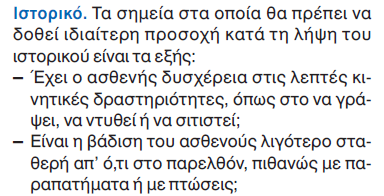 Ιστορικό. Τα σημεία στα οποία θα πρέπει να
δοθεί ιδιαίτερη προσοχή κατά τη λήψη του
ιστορικού είναι τα εξής:
– Έχει ο ασθενής δυσχέρεια στις λεπτές κι-
νητικές δραστηριότητες, όπως στο να γρά-
ψει, να ντυθεί ή να σιτιστεί;
– Είναι η βάδιση του ασθενούς λιγότερο στα-
θερή απ’ ό,τι στο παρελθόν, πιθανώς με πα-
ραπατήματα ή με πτώσεις;